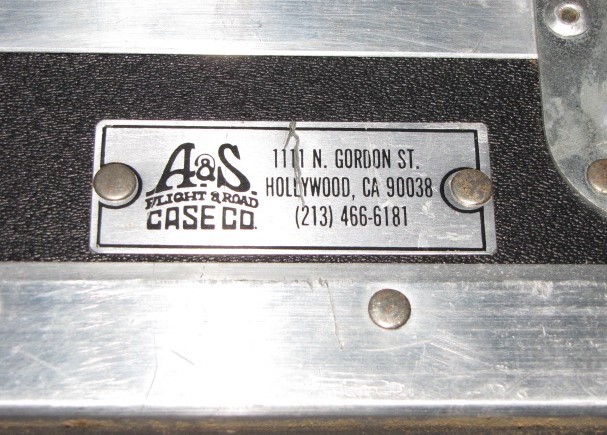 A&S.
FLIGHT & ROAD
CASE CO.
1111 N. GORDON ST.
HOLLYWOOD, CA 90038
(213) 466-6181